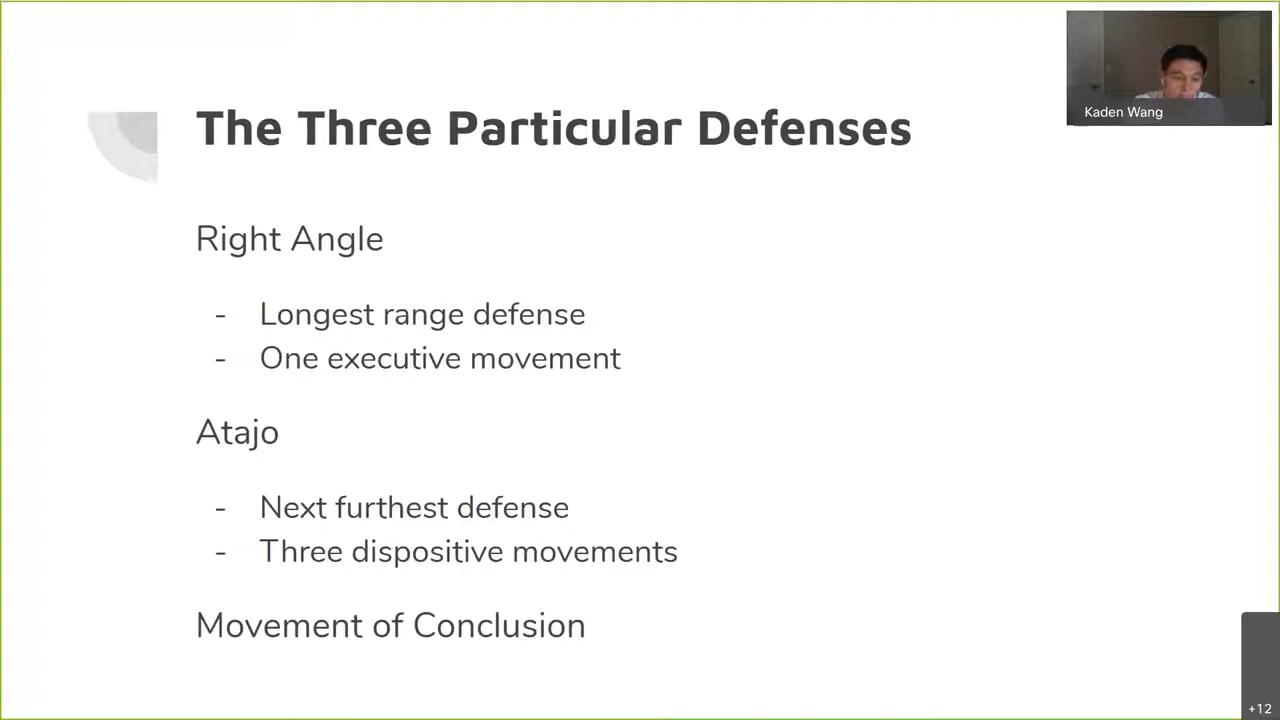 Kaden Wang
The Three Particular Defenses
Right Angle
- Longest range defense
- One executive movement
Atajo
- Next furthest defense
- Three dispositive movements
Movement of Conclusion
+12